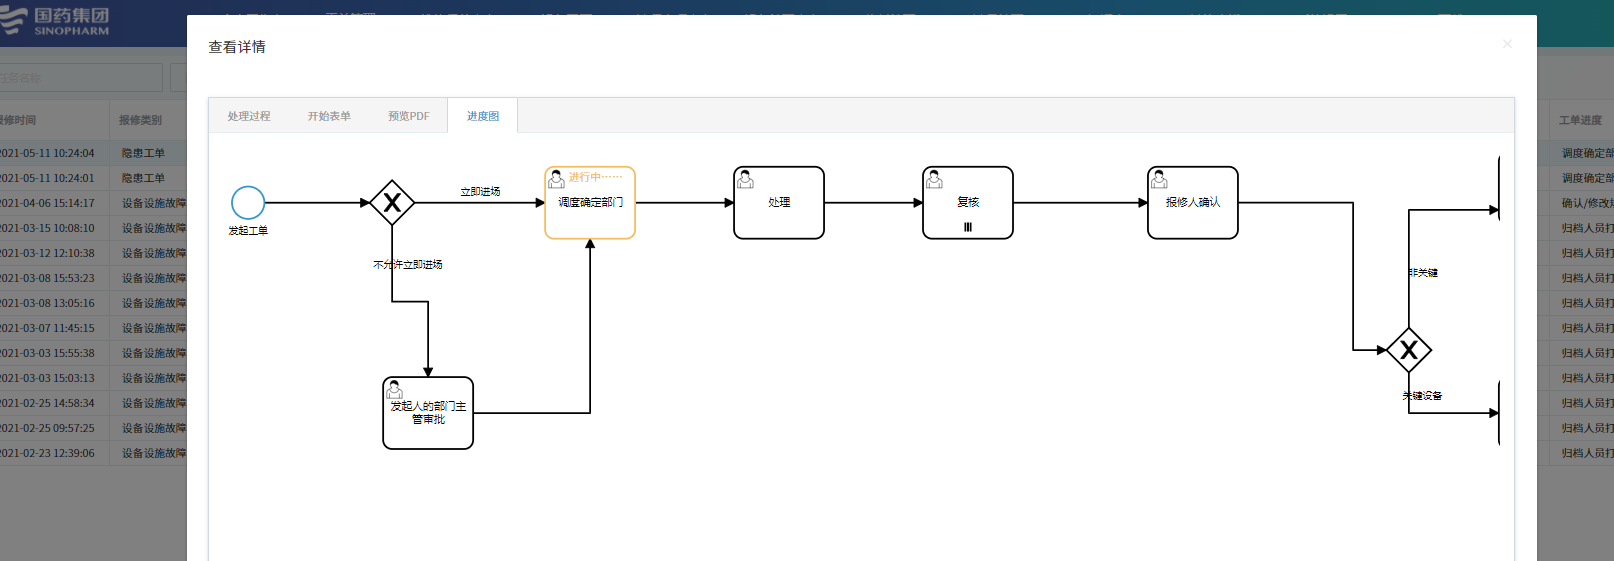 国药集团
SINOPHARM
查看详情
任务名称
处理过程
开始表单
预览PDF
进度图
报修时间
报修类别
工单进度
2021-05-11 10:24:04
隐患工单
调度确定部
2021-05-11 10:24:01
隐患工单
调度确定部
2021-04-06 15:14:17
设备设施故障
确认/修改
2021-03-15 10:08:10
设备设施故障
归档人员打
2021-03-12 12:10:38
设备设施故障
归档人员打
2021-03-08 15:53:23
设备设施故障
归档人员打
2021-03-08 13:05:16
设备设施故障
归档人员打
2021-03-07 11:45:15
设备设施故障
归档人员打
2021-03-03 15:55:38
设备设施故障
归档人员打
2021-03-03 15:03:13
设备设施故障
归档人员打
2021-02-25 14:58:34
设备设施故障
归档人员打
2021-02-25 09:57:25
设备设施故障
归档人员打
2021-02-23 12:39:06
设备设施故障
归档人员打
发起工单
立即进场
不允许立即进场
发起人的部门主
管审批
进行中……
调度确定部门
处理
复核
报修人确认
非关键
关键设备